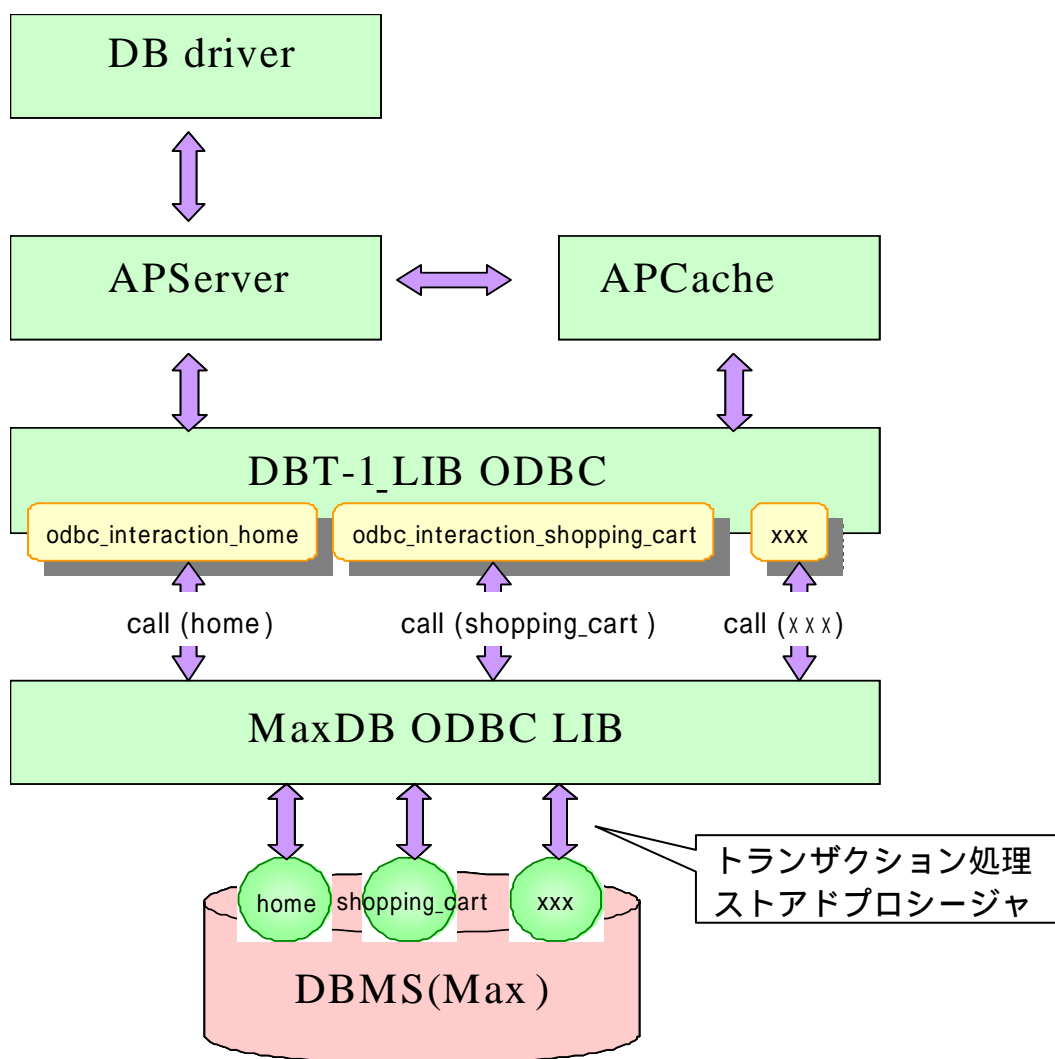 DB driver
APServer
APCache
DBT-1_LIB ODBC
odbc_interaction_home
odbc_interaction_shopping_cart
xxx
call (home)
call (shopping_cart )
call (xxx)
MaxDB ODBC LIB
トランザクション処理
ストアドプロシージャ
home
shopping_cart
xxx
DBMS(Max )